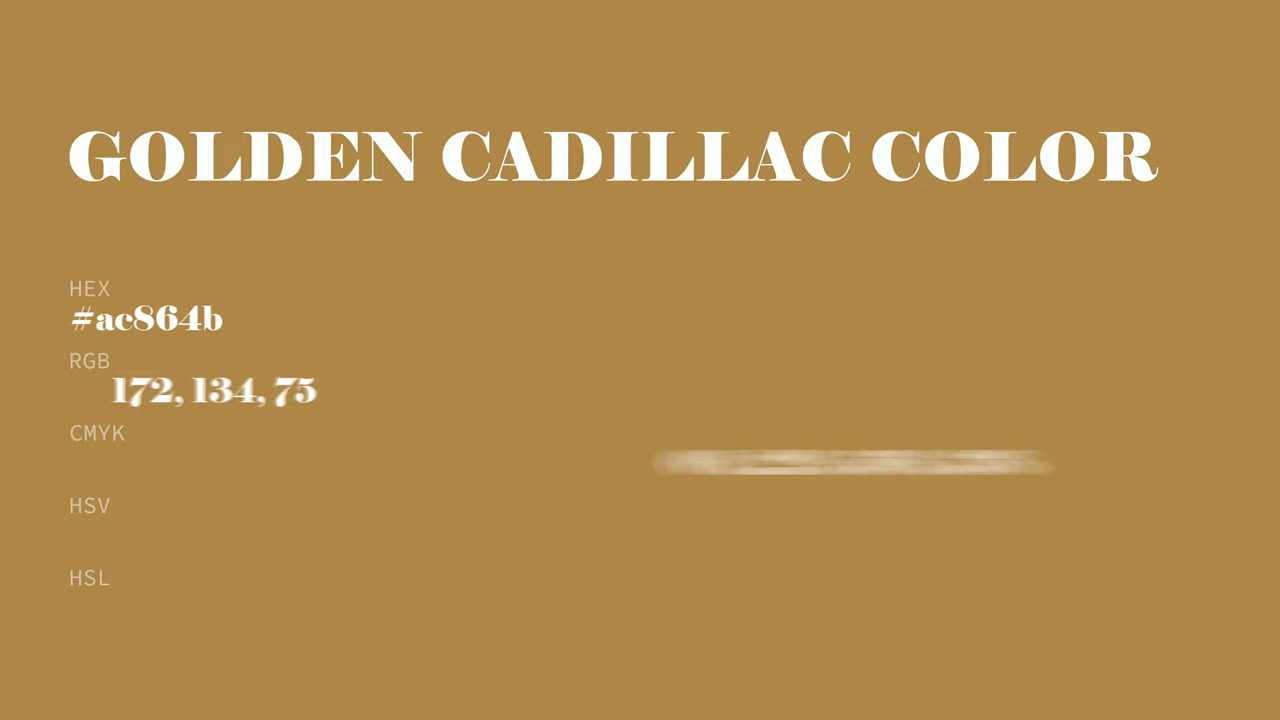 GOLDEN CADILLAC COLOR
HEX
#ac864b
RGB
172, 134, 75
CMYK
HSV
HSL